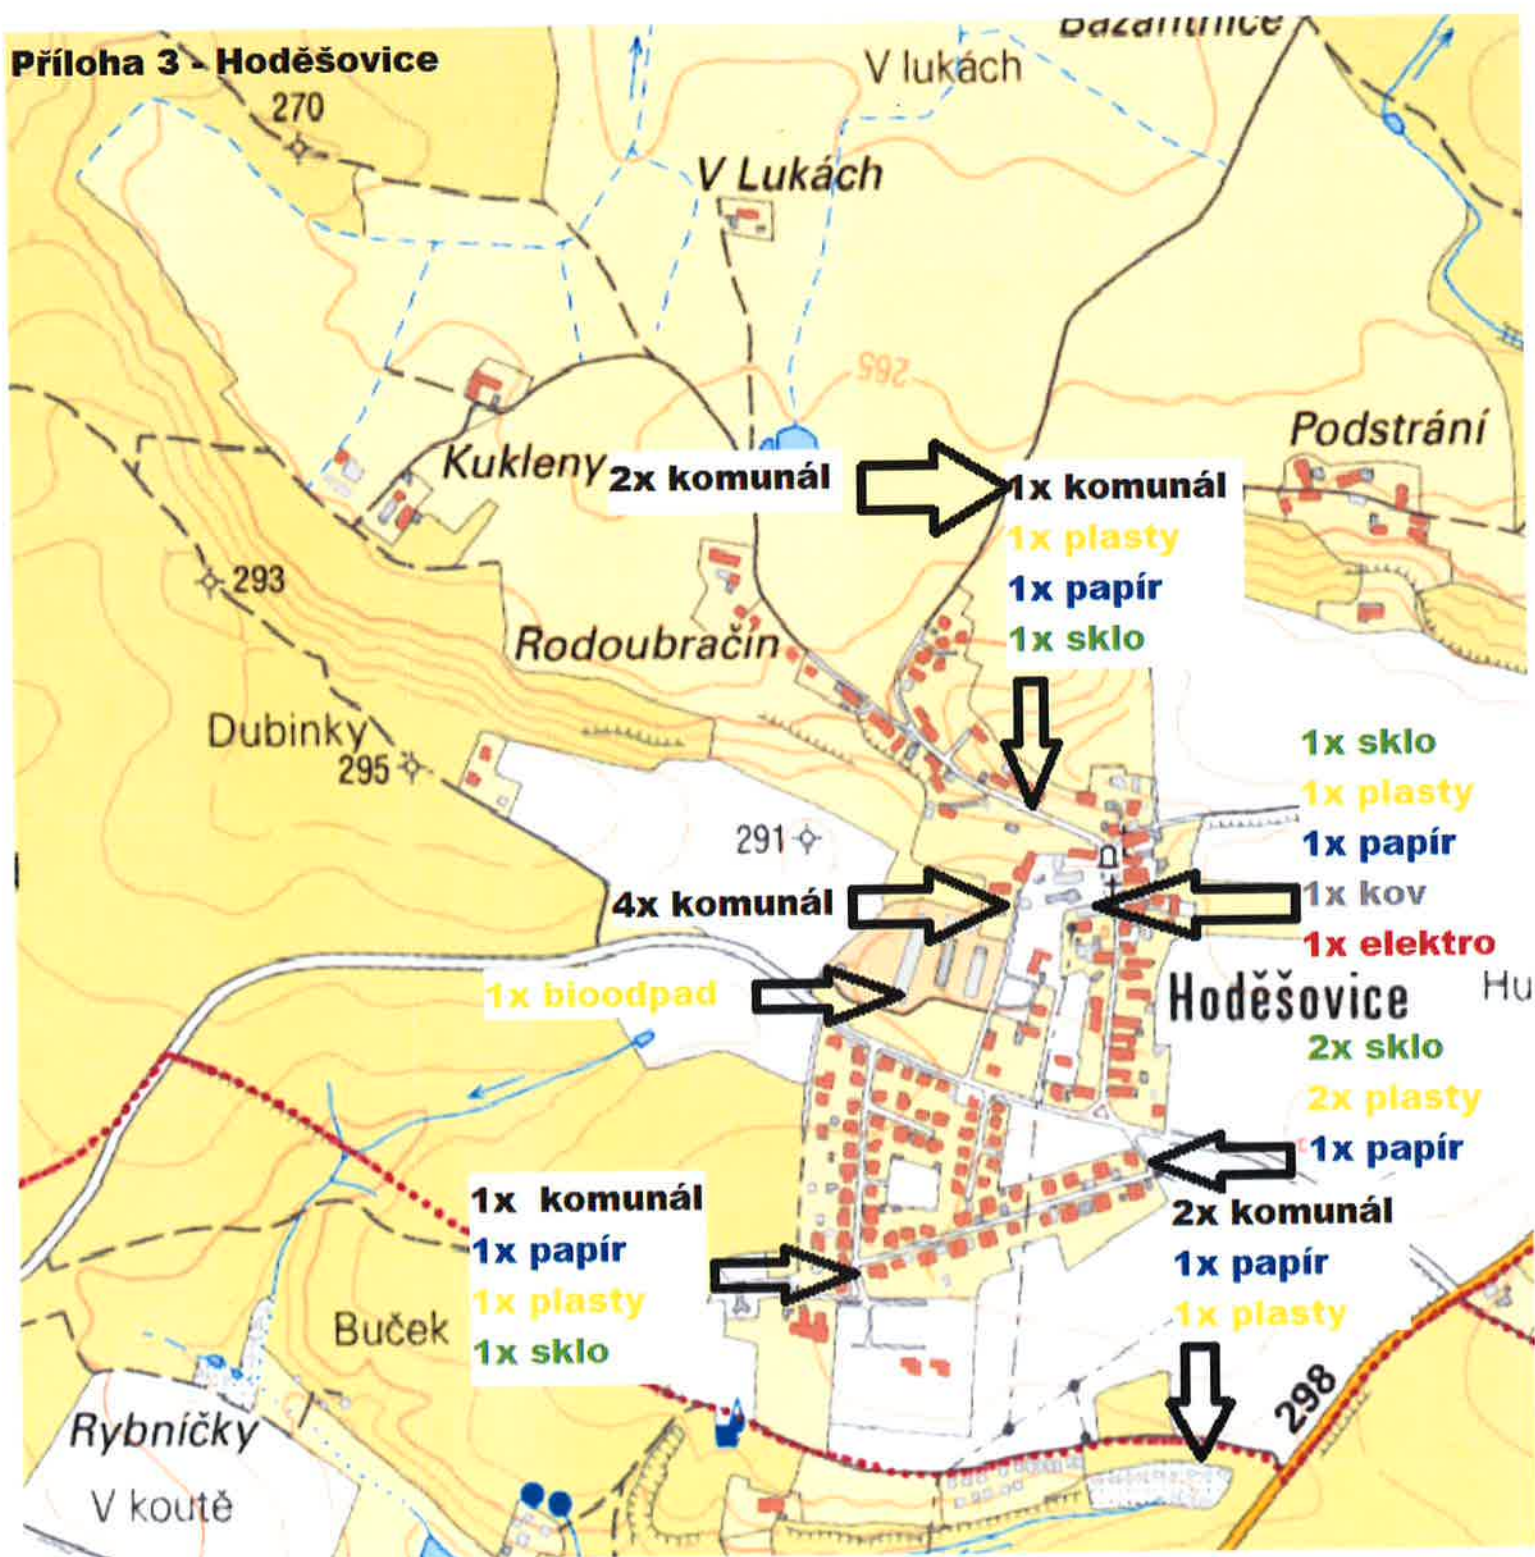 Bažantnice
Příloha 3 - Hoděšovice
V lukách
270
V Lukách
265
Podstrání
Kukleny
2x komunál
1x komunál
1x plasty
1x papír
1x sklo
293
Rodoubračín
Dubinky
295
1x sklo
1x plasty
1x papír
1x kov
1x elektro
291
4x komunál
1x bioodpad
Hoděšovice
Hu
2x sklo
2x plasty
1x papír
1x komunál
1x papír
1x plasty
1x sklo
2x komunál
1x papír
1x plasty
Buček
298
Rybníčky
V koutě